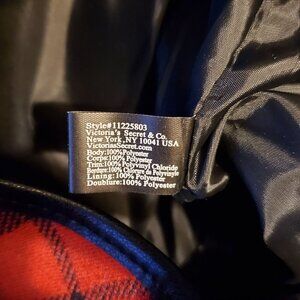 Style#11225803
Victoria's Secret & Co.
New York, NY 10041 USA
VictoriasSecret.com
Body:100% Polyester
Corps:100% Polyester
Trim:100% Polyvinyl Chloride
Bordure:100% Chlorure de Polyvinyle
Lining: 100% Polyester
Doublure: 100% Polyester